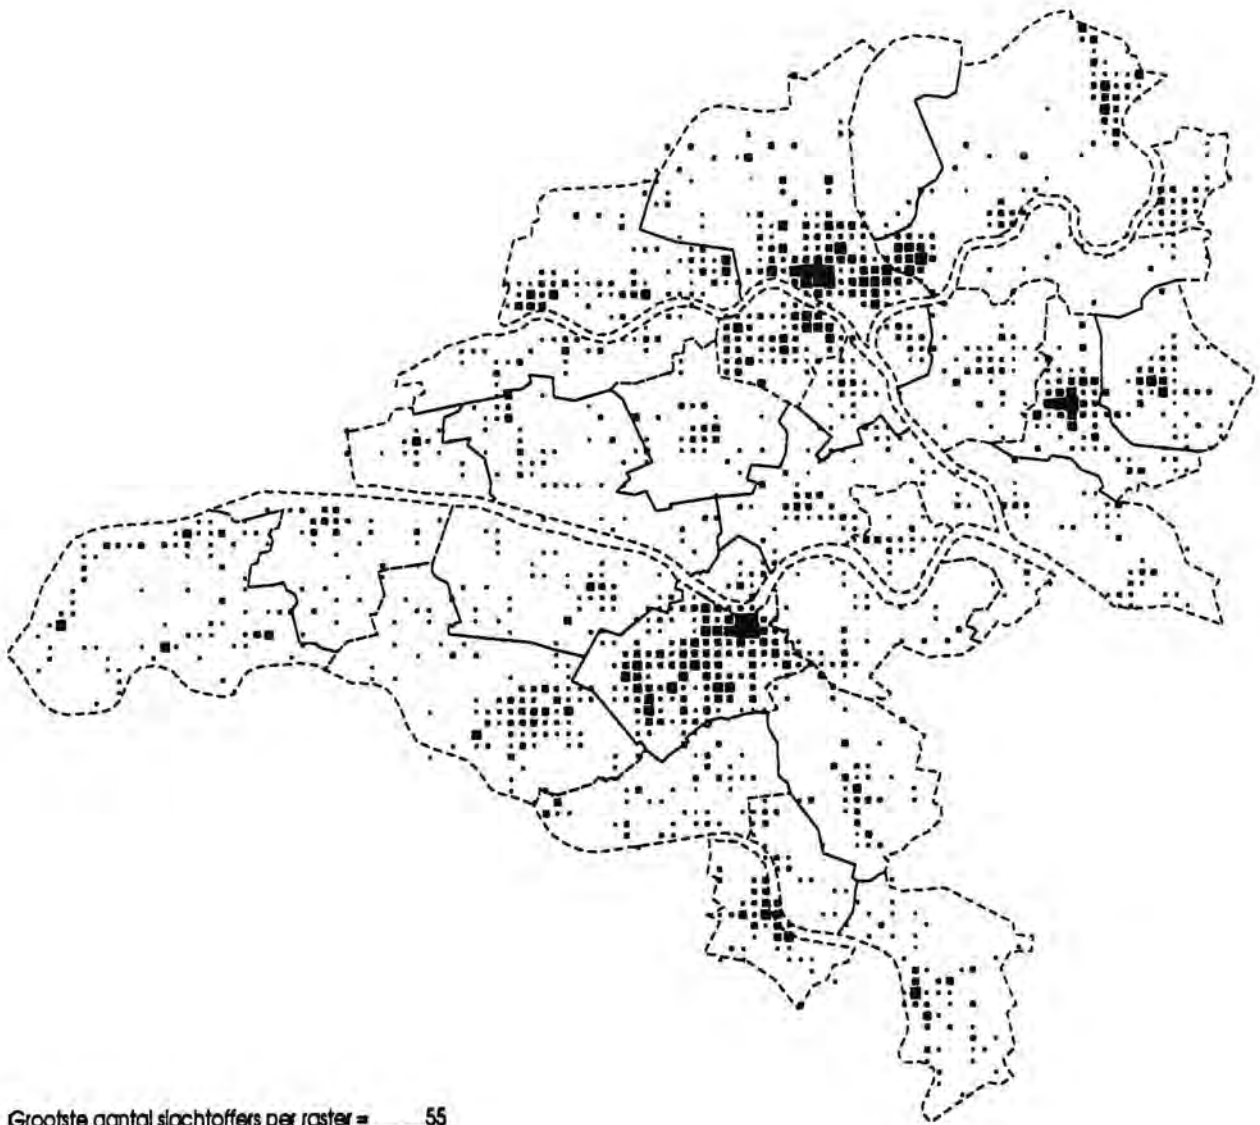 Grootste aantal slachtoffers per raster = ......... 55